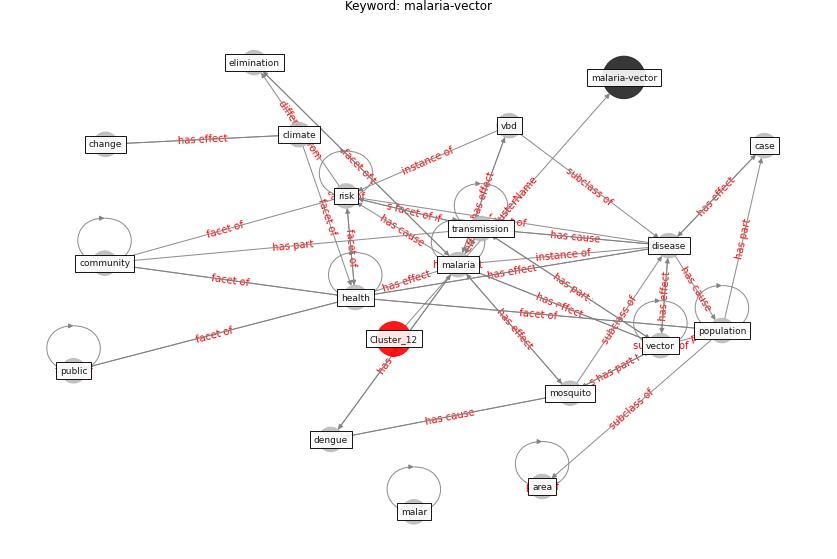 Keyword: malaria-vector
elimination
malaria-vector
change
has effect
climate
vbd
case
instance of
subclass of
has effect
facet of
risk
has effect
s facet of if
transmission
facet of
has cause
has cause
disease
has part
community
has part
facet of
malaria
instance of
facet of
has effect
has effect
has part
has cause
has effect
health
has effect
facet of
population
facet of
Cluster_12
has effect
subclass of
vector
public
has
s has part
mosquito
subclass of
has cause
dengue
area
malar